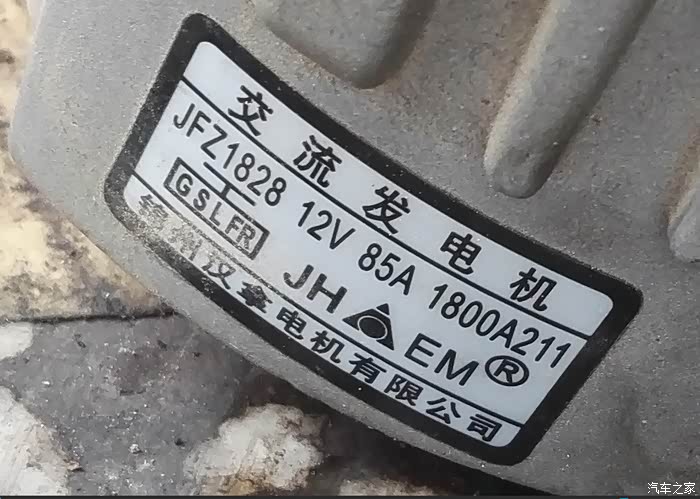 交流发电机
JFZ1828 12V 85A 1800A211
GSLFR JH EM®
锦州汉拿电机有限公司
汽车之家